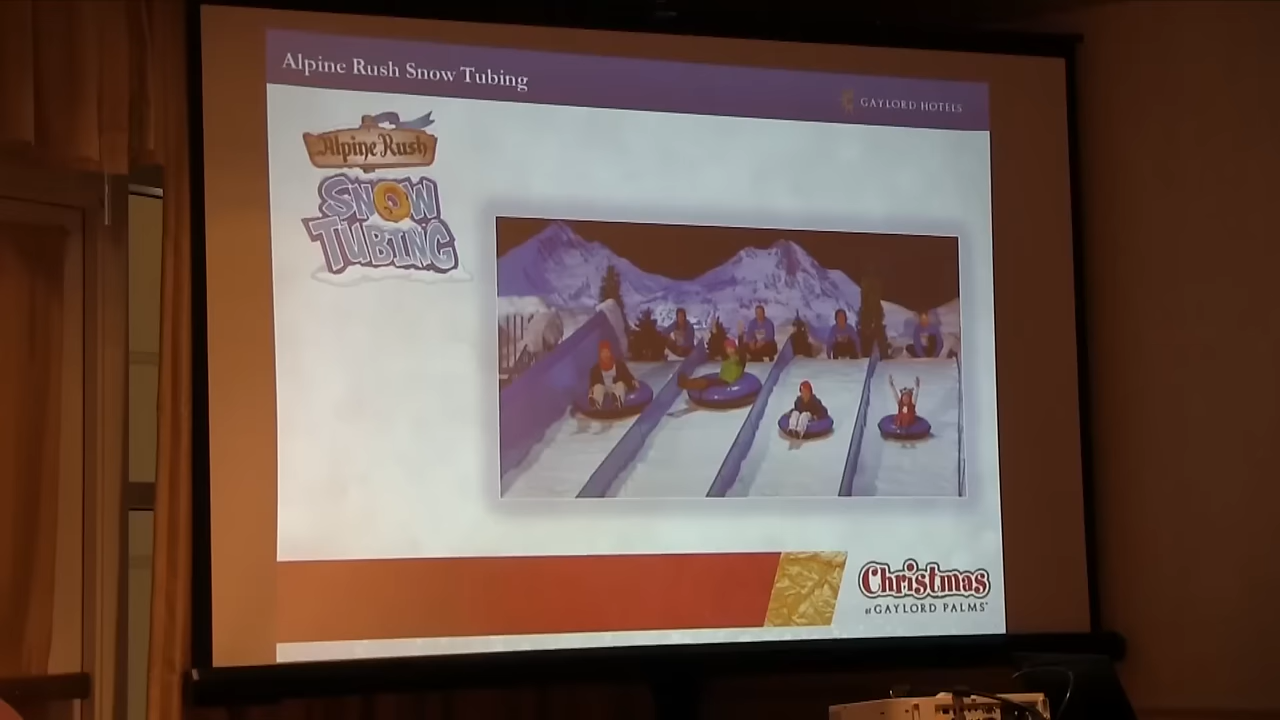 Alpine Rush Snow Tubing
GAYLORD HOTELS
Alpine Rush
SNOW
TUBING
Christmas
at GAYLORD PALMS